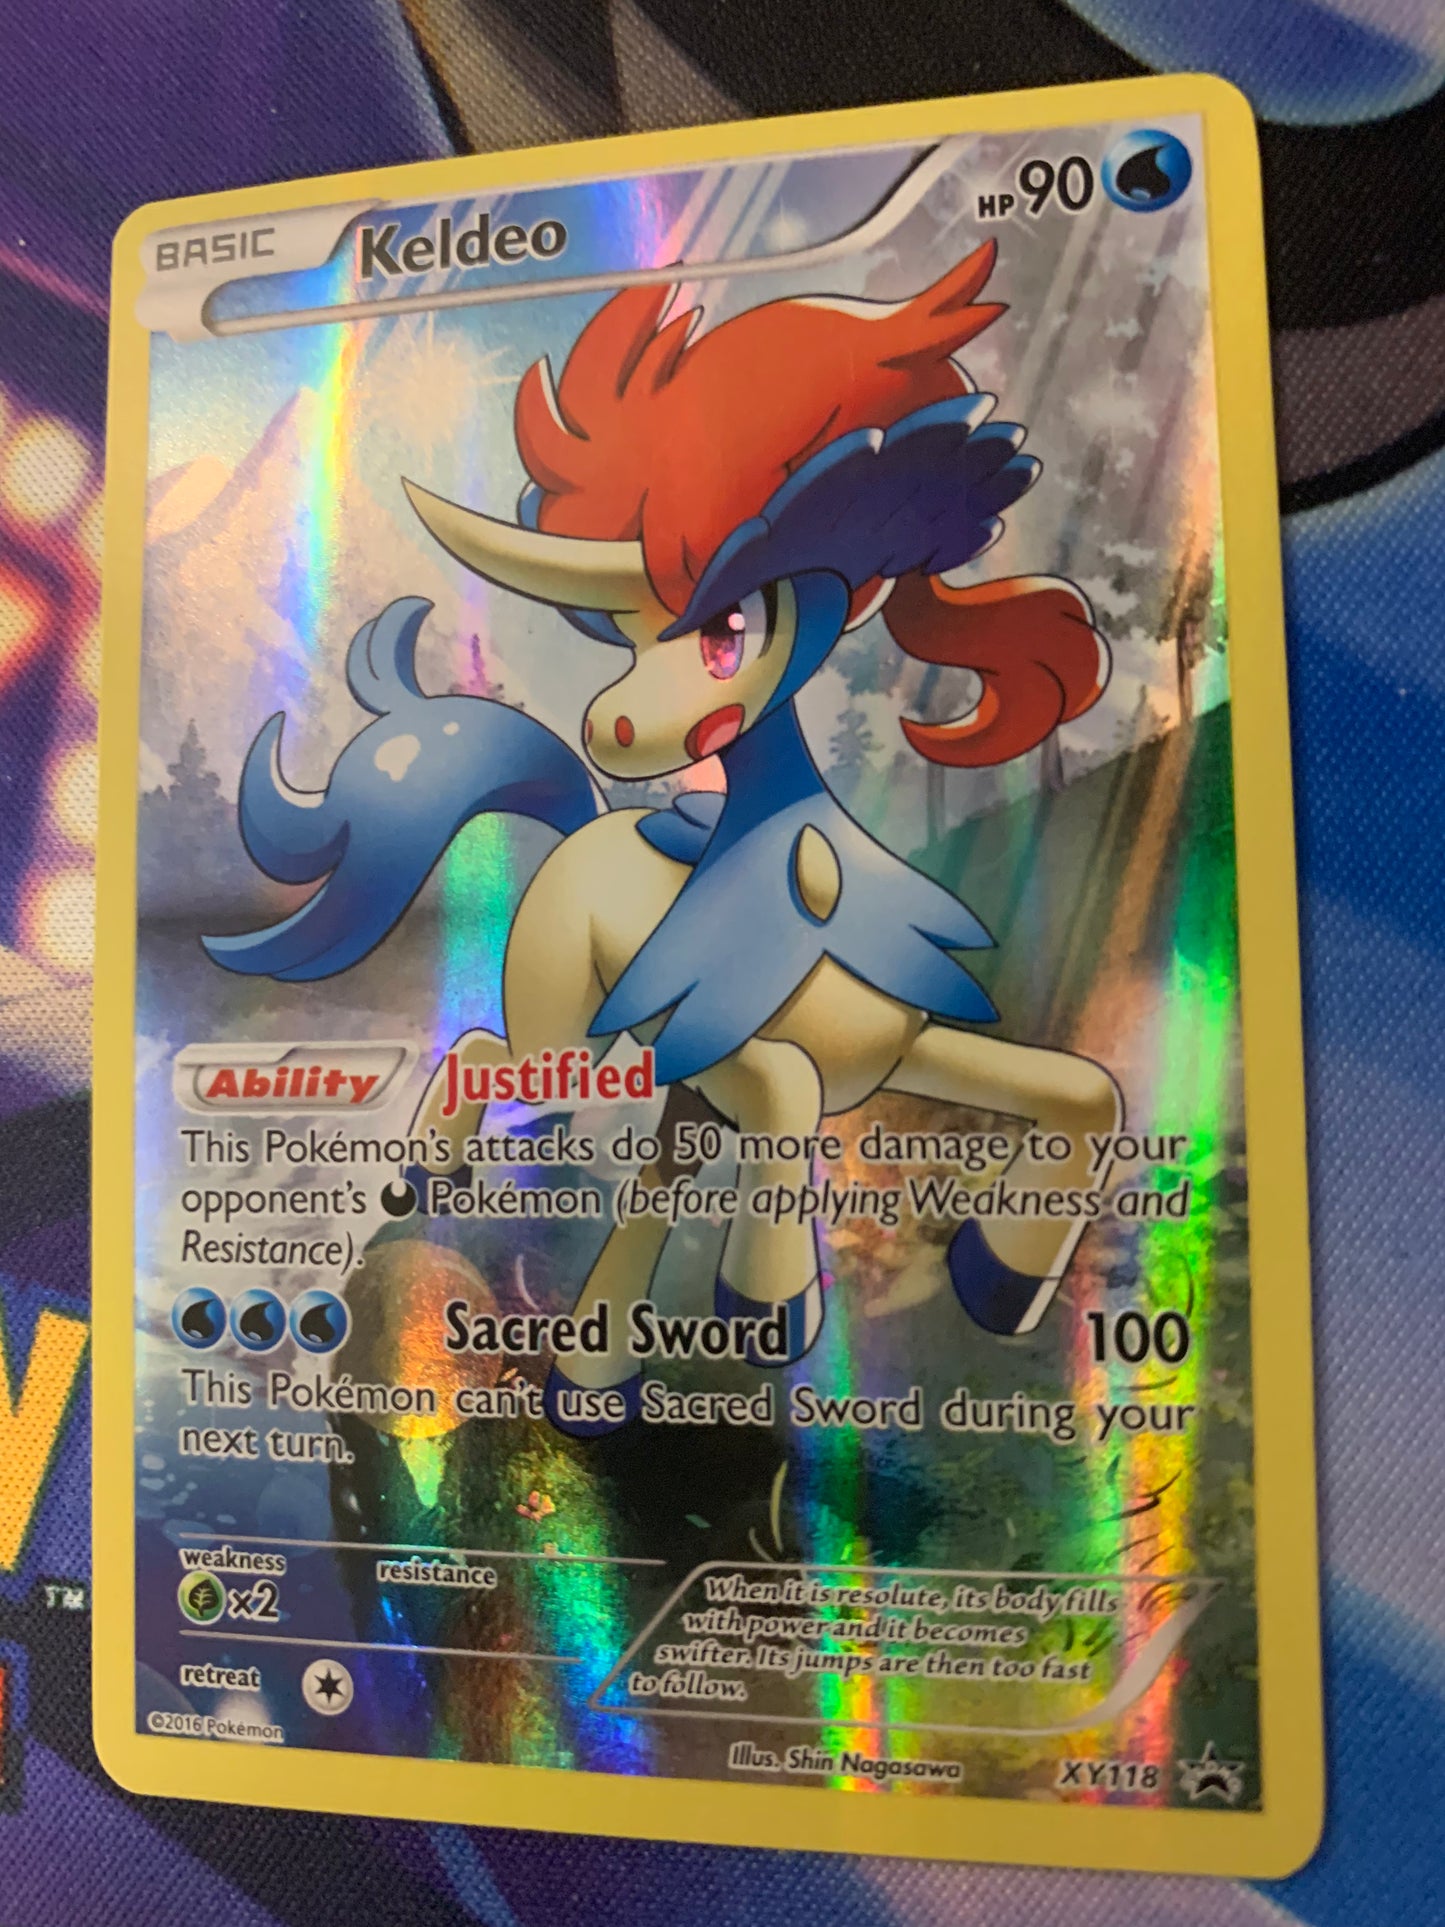 BASIC
Keldeo
HP 90
Ability Justified
This Pokémon's attacks do 50 more damage to your
opponent's Pokémon (before applying Weakness and
Resistance).
Sacred Sword 100
This Pokémon can't use Sacred Sword during your
next turn.
weakness resistance
x2
When it is resolute, its body fills
with power and it becomes
swifter. Its jumps are then too fast
to follow.
retreat
©2016 Pokémon
Illus. Shin Nagasawa XY118
TM